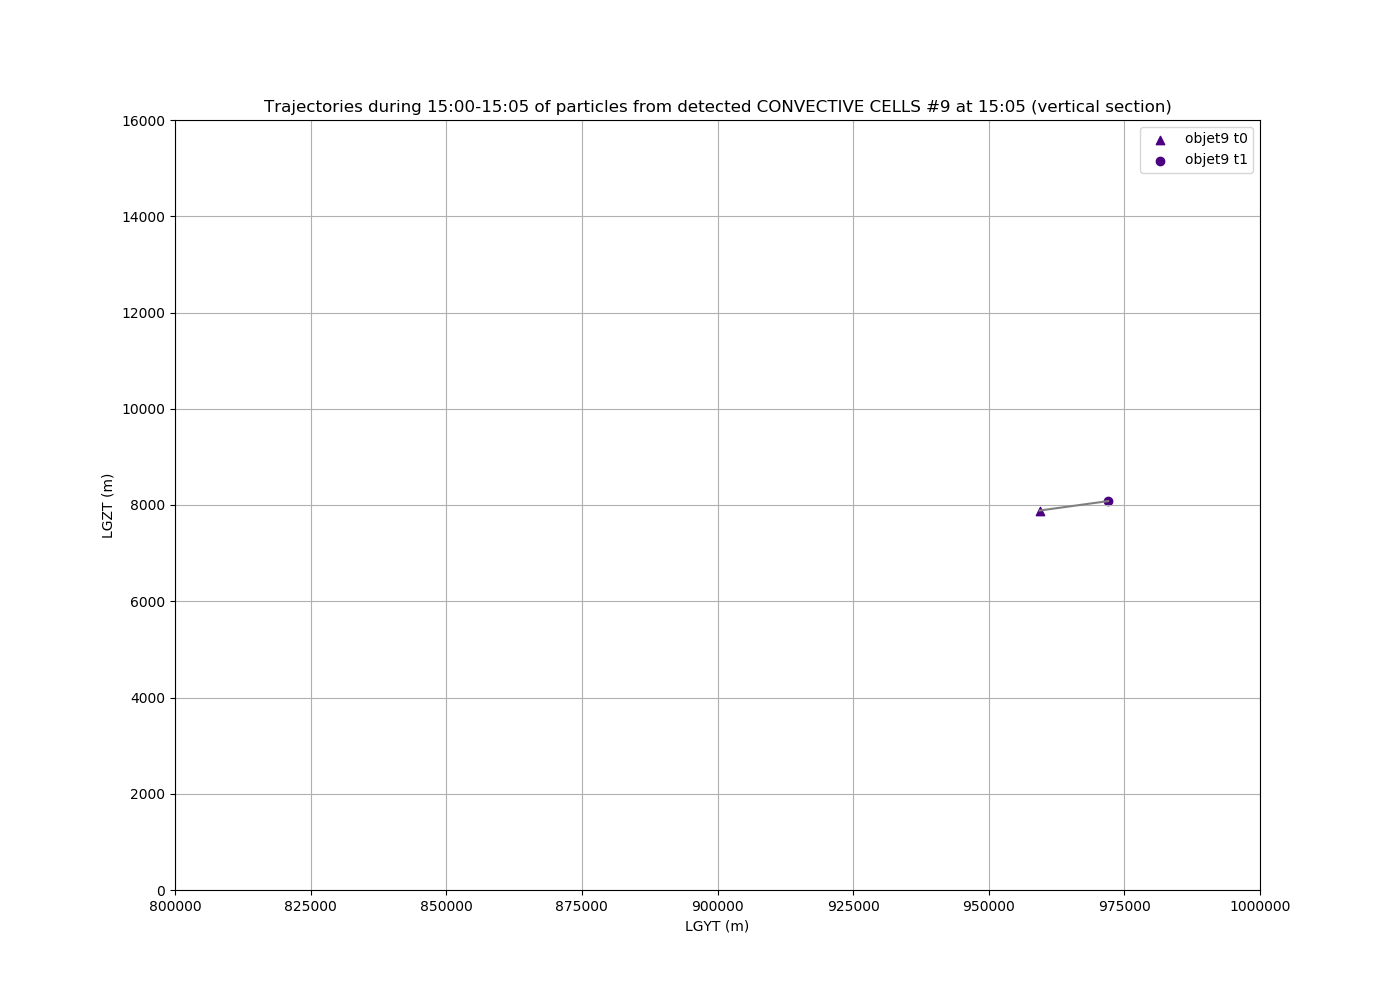 Trajectories during 15:00-15:05 of particles from detected CONVECTIVE CELLS #9 at 15:05 (vertical section)
objet9 t0
objet9 t1
16000
14000
12000
10000
8000
6000
4000
2000
0
LGZT (m)
800000 825000 850000 875000 900000 925000 950000 975000 1000000
LGYT (m)